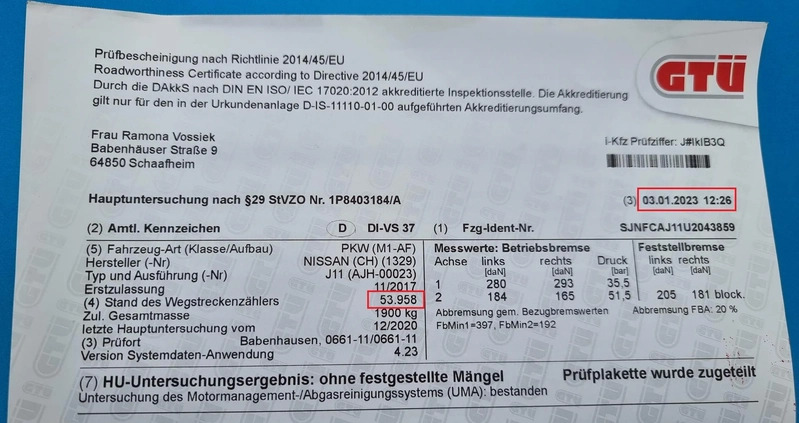 Prüfbescheinigung nach Richtlinie 2014/45/EU
Roadworthiness Certificate according to Directive 2014/45/EU
Durch die DAkkS nach DIN EN ISO/ IEC 17020:2012 akkreditierte Inspektionsstelle. Die Akkreditierung
gilt nur für den in der Urkundenanlage D-IS-11110-01-00 aufgeführten Akkreditierungsumfang.
GTÜ
Frau Ramona Vossiek
Babenhäuser Straße 9
64850 Schaafheim
i-Kfz Prüfziffer: J#IkIB3Q
Hauptuntersuchung nach §29 StVZO Nr. 1P8403184/A
(3) 03.01.2023 12:26
(2) Amtl. Kennzeichen D DI-VS 37 (1) Fzg-Ident-Nr. SJNFCAJ11U2043859
(5) Fahrzeug-Art (Klasse/Aufbau) PKW (M1-AF)
Hersteller (-Nr) NISSAN (CH) (1329)
Typ und Ausführung (-Nr) J11 (AJH-00023)
Erstzulassung 11/2017
(4) Stand des Wegstreckenzählers 53.958
Zul. Gesamtmasse 1900 kg
letzte Hauptuntersuchung vom 12/2020
(3) Prüfort Babenhausen, 0661-11/0661-11
Version Systemdaten-Anwendung 4.23
Messwerte: Betriebsbremse Feststellbremse
Achse links rechts Druck links rechts
[daN] [daN] [bar] [daN] [daN]
1 280 293 35,5
2 184 165 51,5 205 181 block.
Abbremsung gem. Bezugbremswerten Abbremsung FBA: 20 %
FbMin1=397, FbMin2=192
(7) HU-Untersuchungsergebnis: ohne festgestellte Mängel Prüfplakette wurde zugeteilt
Untersuchung des Motormanagement-/Abgasreinigungssystems (UMA): bestanden